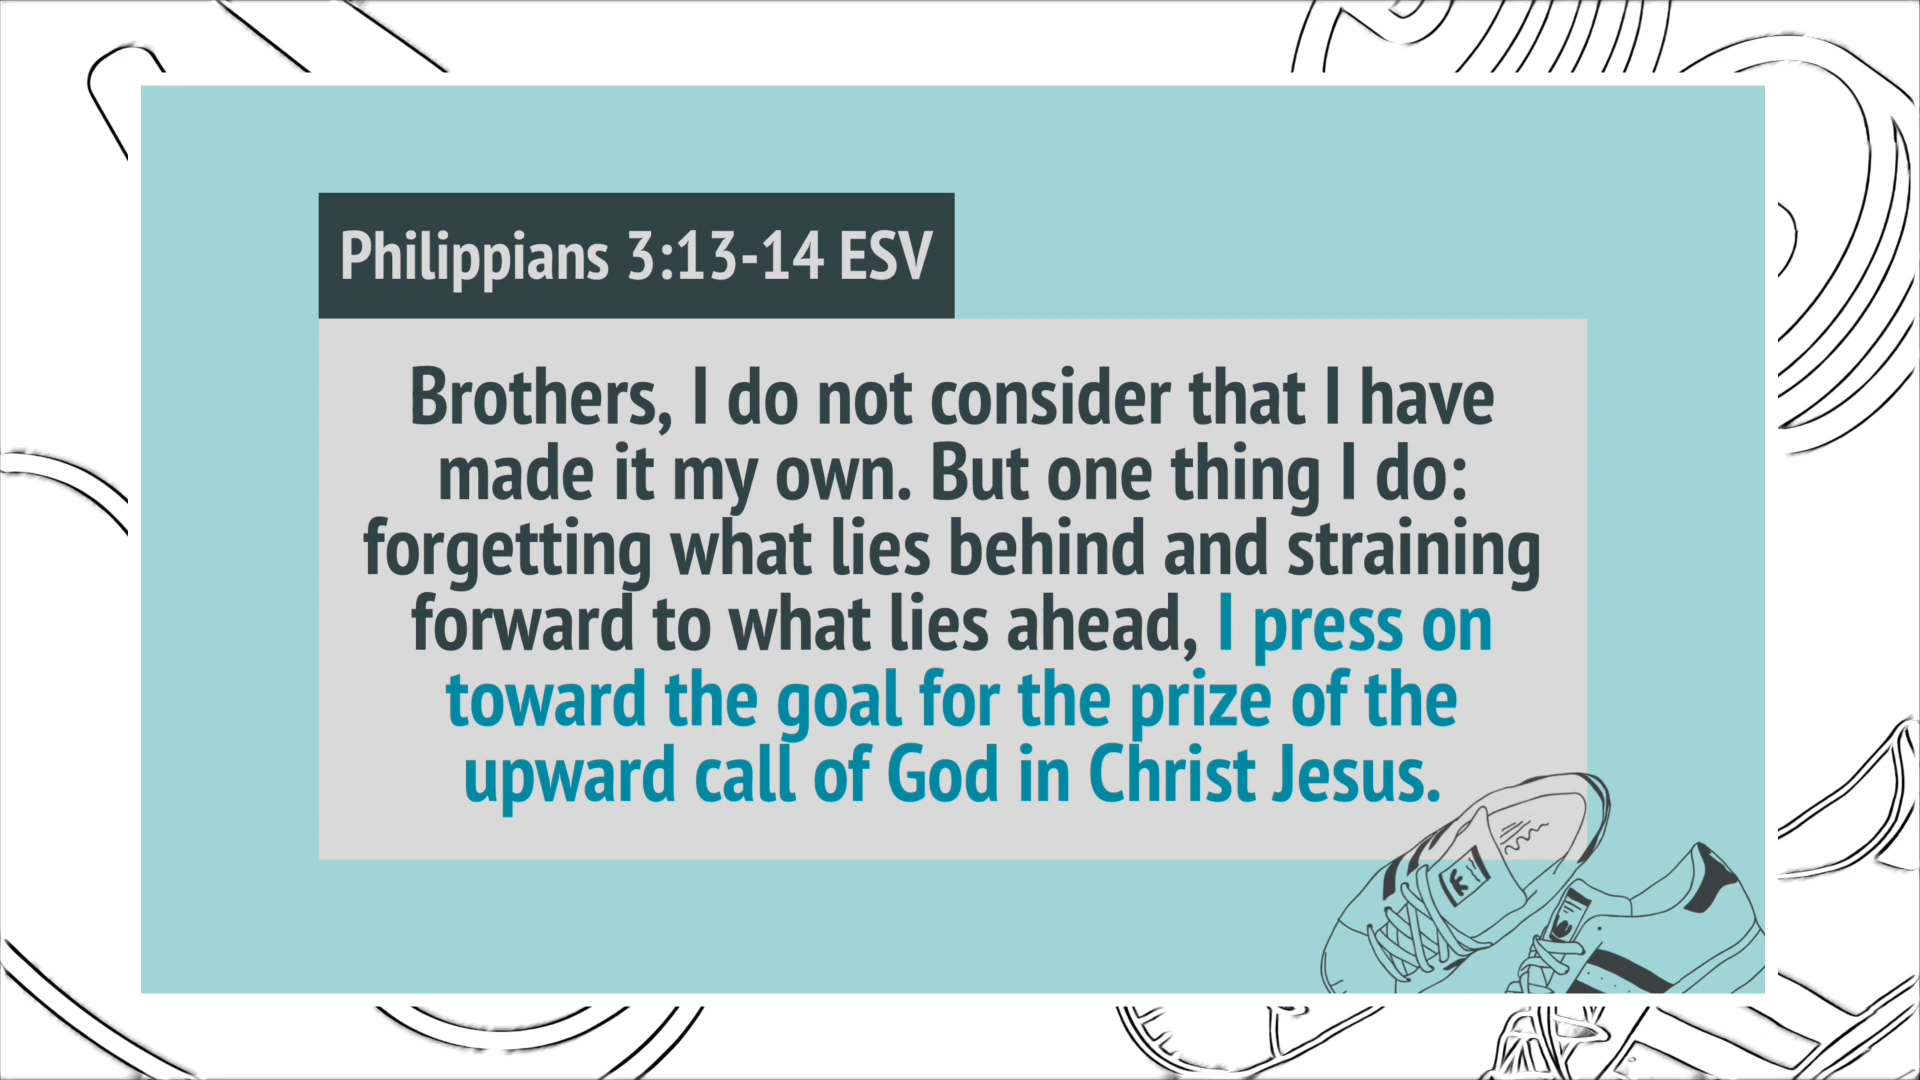 Philippians 3:13-14 ESV
Brothers, I do not consider that I have
made it my own. But one thing I do:
forgetting what lies behind and straining
forward to what lies ahead, I press on
toward the goal for the prize of the
upward call of God in Christ Jesus.